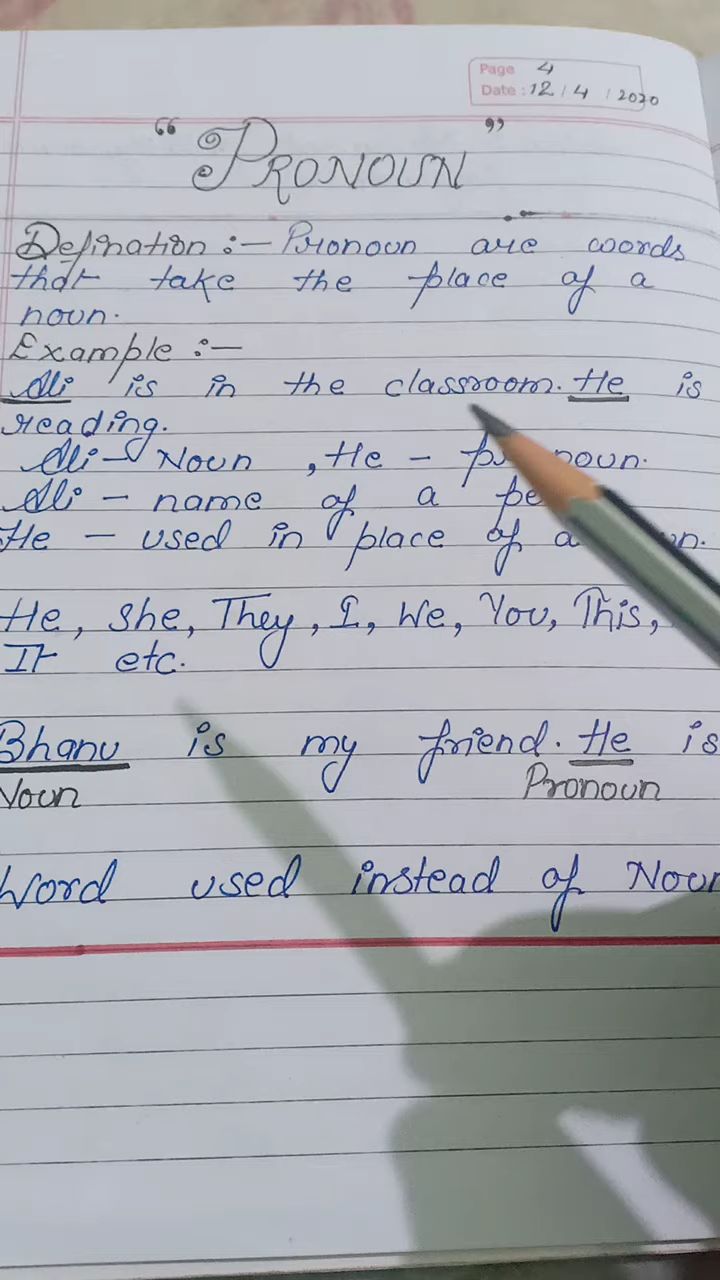 Page 4
Date : 12 / 4 / 2020
" PRONOUN "
Defination :- Pronoun are words
that take the place of a
noun.
Example :-
Ali is in the classroom. He is
reading.
Ali - Noun , He - pronoun.
Ali - name of a
He - used in place of a
He, She, They, I, We, You, This,
It etc.
Bhanu is my friend. He is
Noun Pronoun
Word used instead of Noun